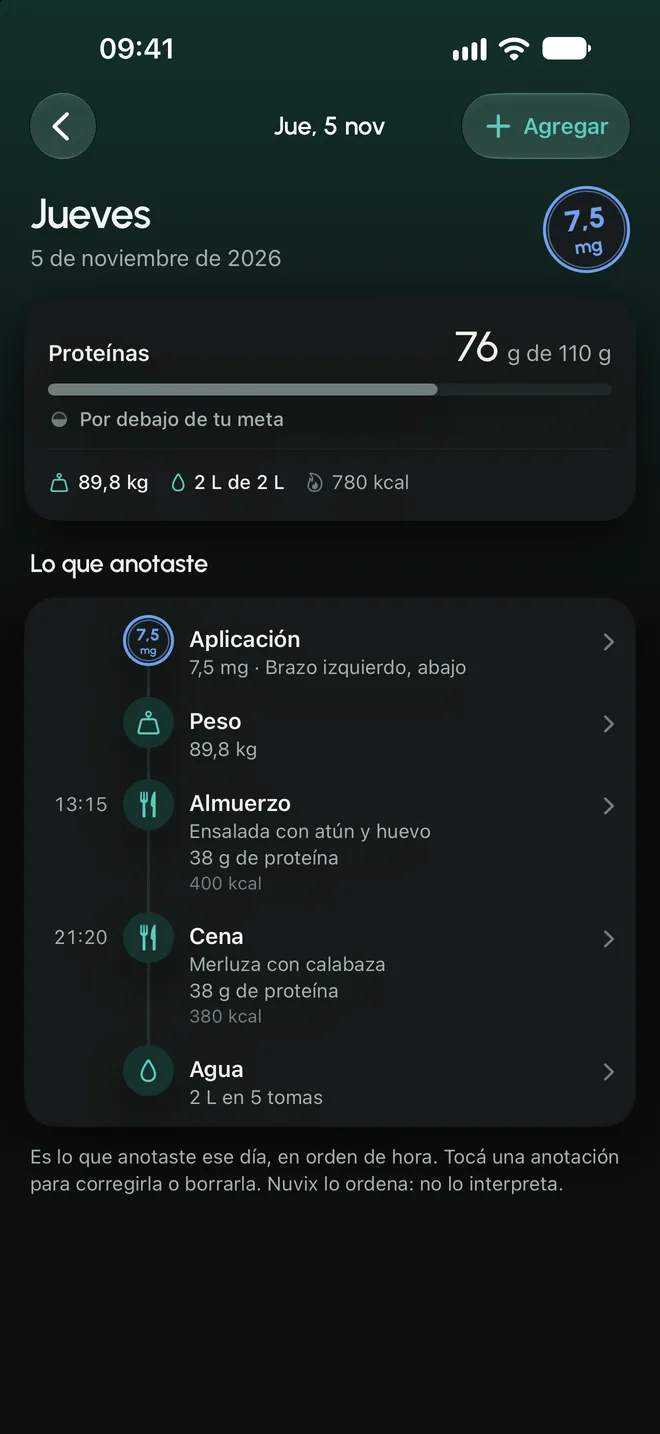 09:41
Jue, 5 nov
Agregar
Jueves
5 de noviembre de 2026
7,5
mg
Proteínas
76 g de 110 g
Por debajo de tu meta
89,8 kg
2 L de 2 L
780 kcal
Lo que anotaste
7,5
mg
Aplicación
7,5 mg · Brazo izquierdo, abajo
Peso
89,8 kg
13:15
Almuerzo
Ensalada con atún y huevo
38 g de proteína
400 kcal
21:20
Cena
Merluza con calabaza
38 g de proteína
380 kcal
Agua
2 L en 5 tomas
Es lo que anotaste ese día, en orden de hora. Tocá una anotación
para corregirla o borrarla. Nuvix lo ordena: no lo interpreta.